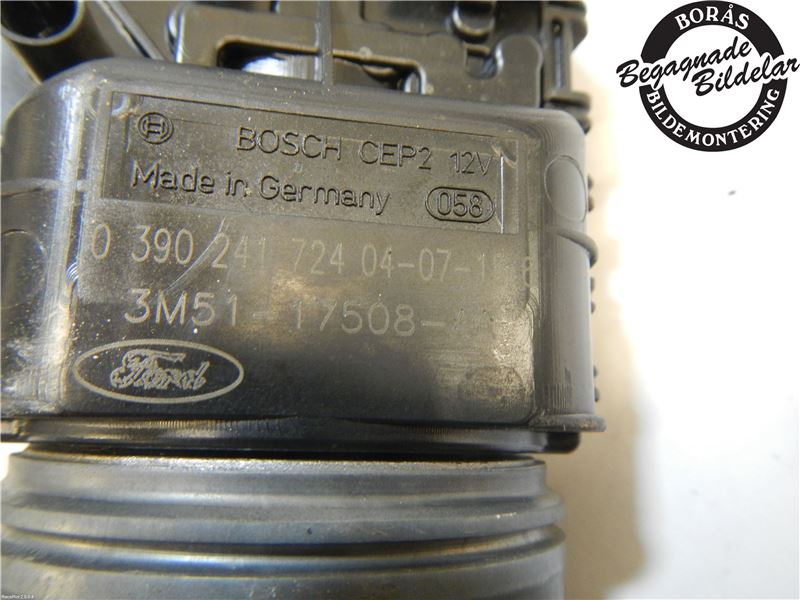 BORÅS
Begagnade
Bildelar
BILDEMONTERING
BOSCH CEP2 12V
Made in Germany 058
0 390 241 724 04-07-1
3M51-17508-
Ford